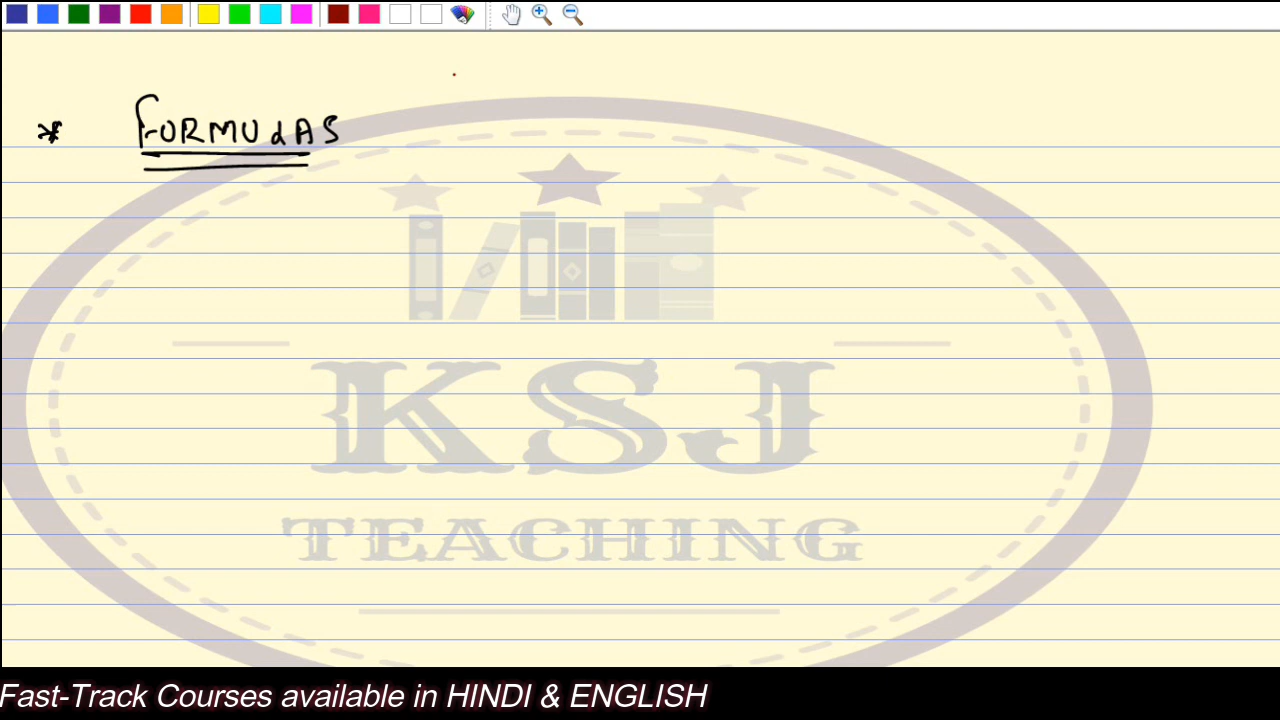 * FORMULAS
KSJ
TEACHING
Fast-Track Courses available in HINDI & ENGLISH